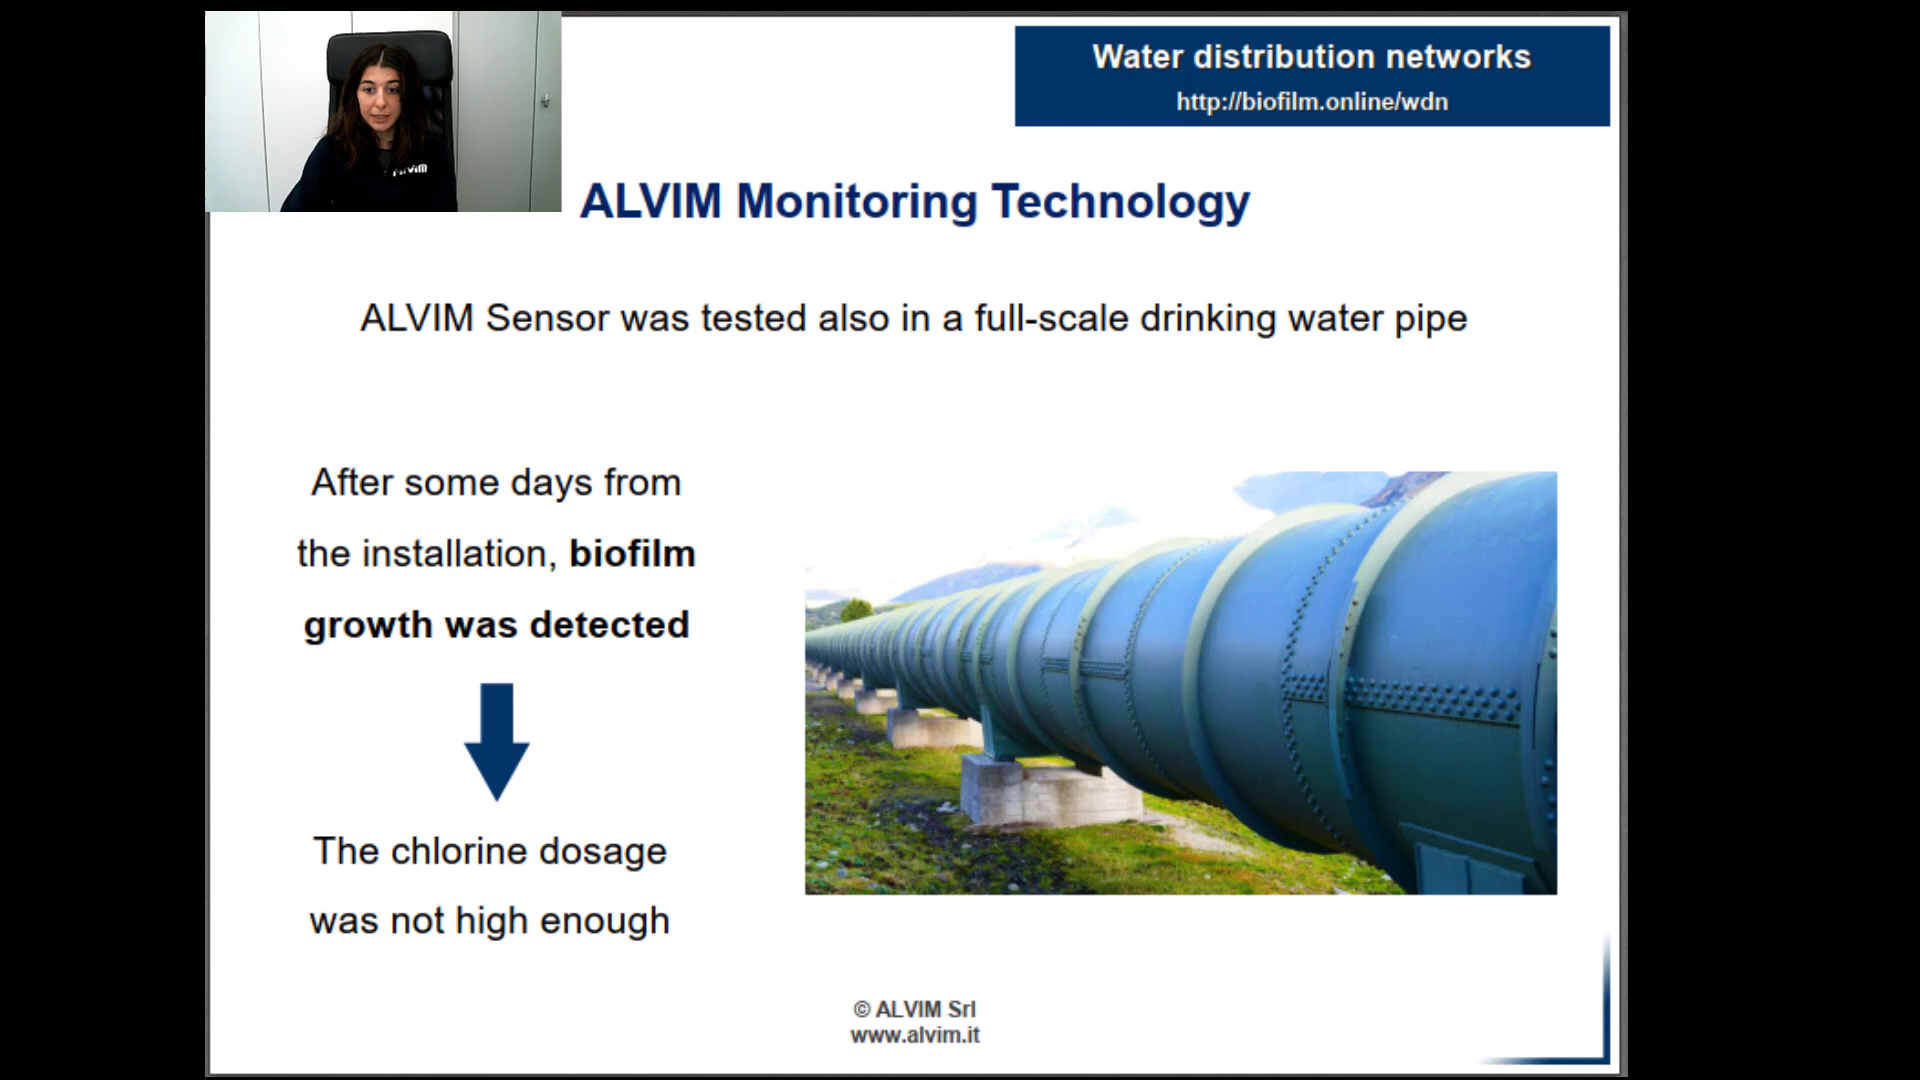 Water distribution networks
http://biofilm.online/wdn
ALVIM Monitoring Technology
ALVIM Sensor was tested also in a full-scale drinking water pipe
After some days from
the installation, biofilm
growth was detected
The chlorine dosage
was not high enough
© ALVIM Srl
www.alvim.it